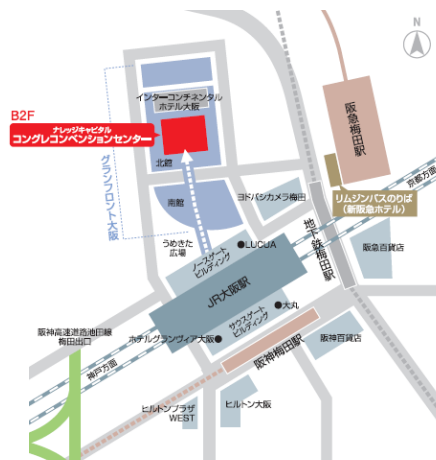 N
インターコンチネンタル
ホテル大阪
B2F
ナレッジキャピタル
コングレコンベンションセンター
北館
グランフロント大阪
南館
阪急梅田駅
京都方面
リムジンバスのりば
(新阪急ホテル)
ヨドバシカメラ梅田
地下鉄梅田駅
うめきた
広場
ノースゲート
ビルディング
LUCUA
阪急百貨店
JR大阪駅
大丸
サウスゲート
ビルディング
阪神高速道池田線
梅田出口
ホテルグランヴィア大阪
阪神百貨店
神戸方面
阪神梅田駅
ヒルトンプラザ
WEST
ヒルトン大阪